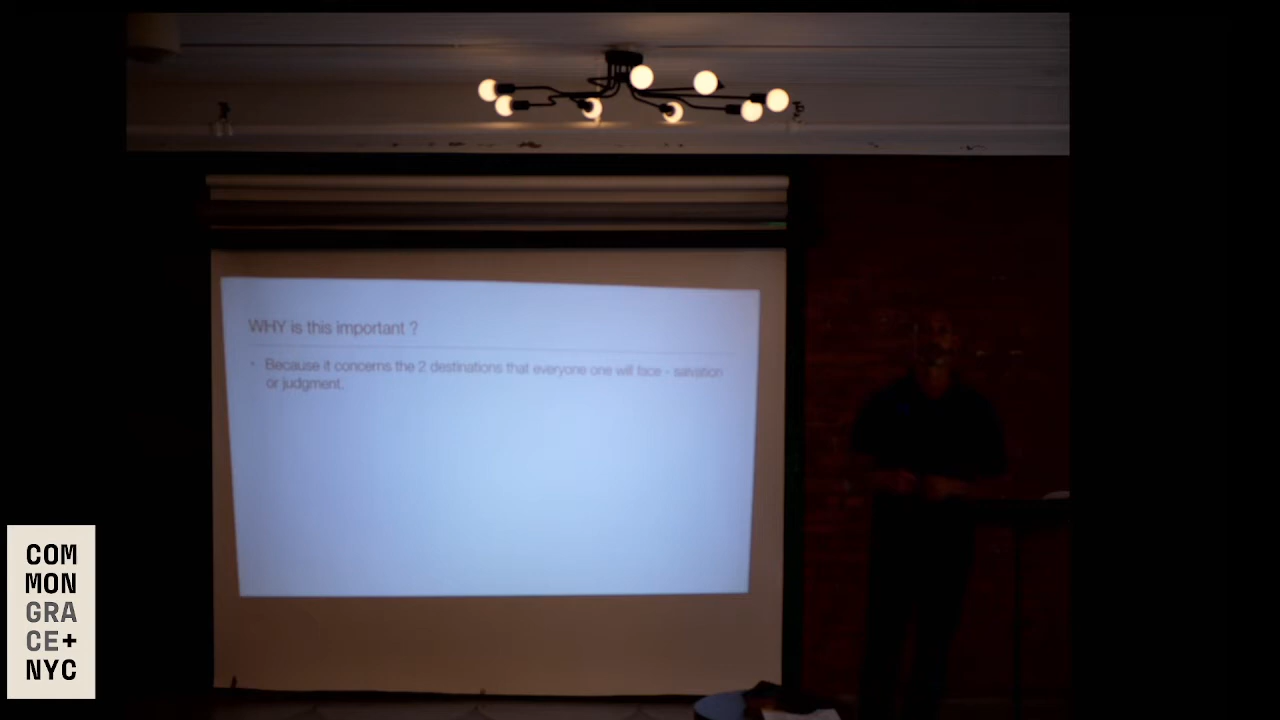 WHY is this important ?
• Because it concerns the 2 destinations that everyone one will face - salvation
or judgment.
COM
MON
GRA
CE+
NYC